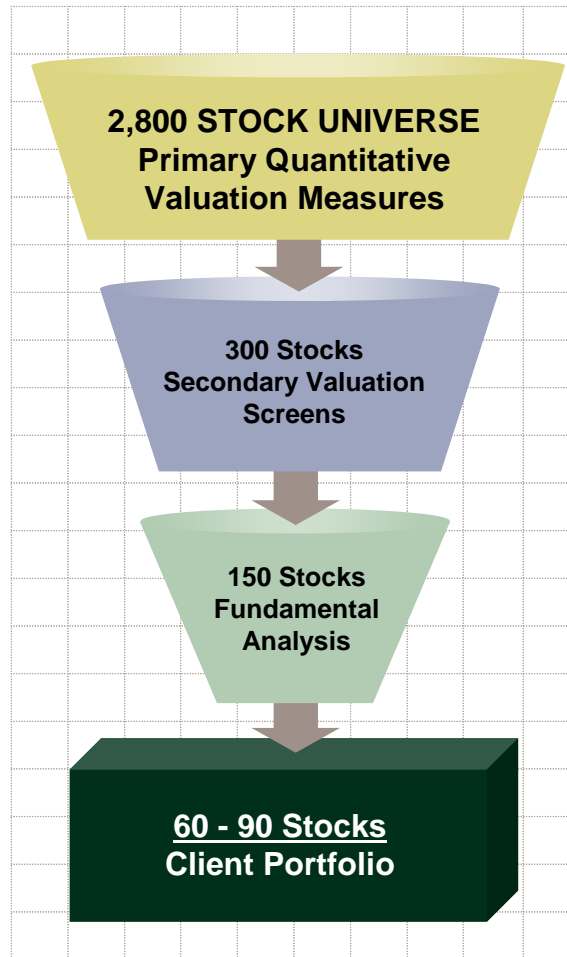 2,800 STOCK UNIVERSE
Primary Quantitative
Valuation Measures
300 Stocks
Secondary Valuation
Screens
150 Stocks
Fundamental
Analysis
60 - 90 Stocks
Client Portfolio